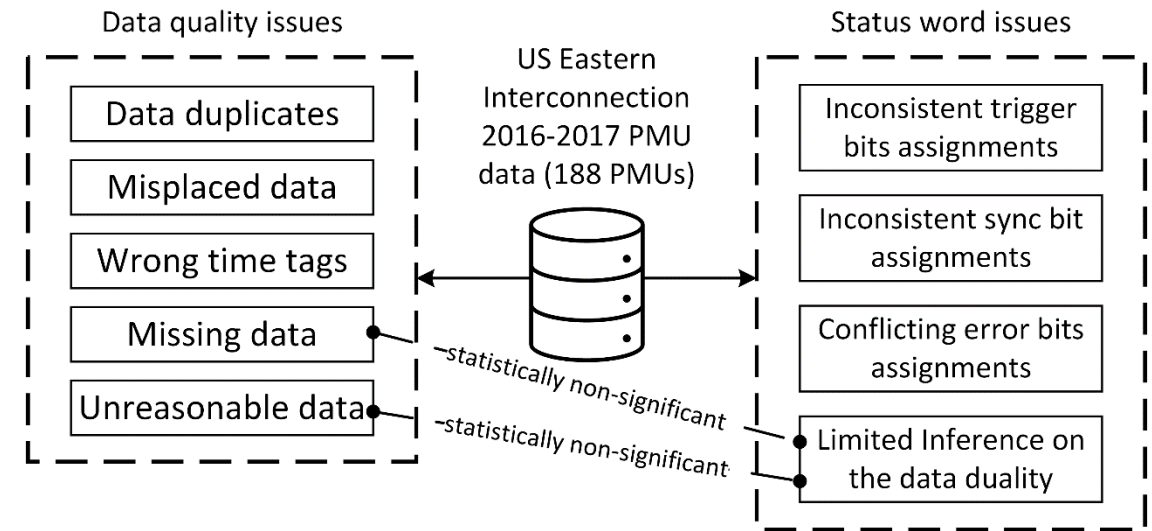 Data quality issues
Data duplicates
Misplaced data
Wrong time tags
Missing data
Unreasonable data
US Eastern
Interconnection
2016-2017 PMU
data (188 PMUs)
statistically non-significant
statistically non-significant
Status word issues
Inconsistent trigger
bits assignments
Inconsistent sync bit
assignments
Conflicting error bits
assignments
Limited Inference on
the data duality